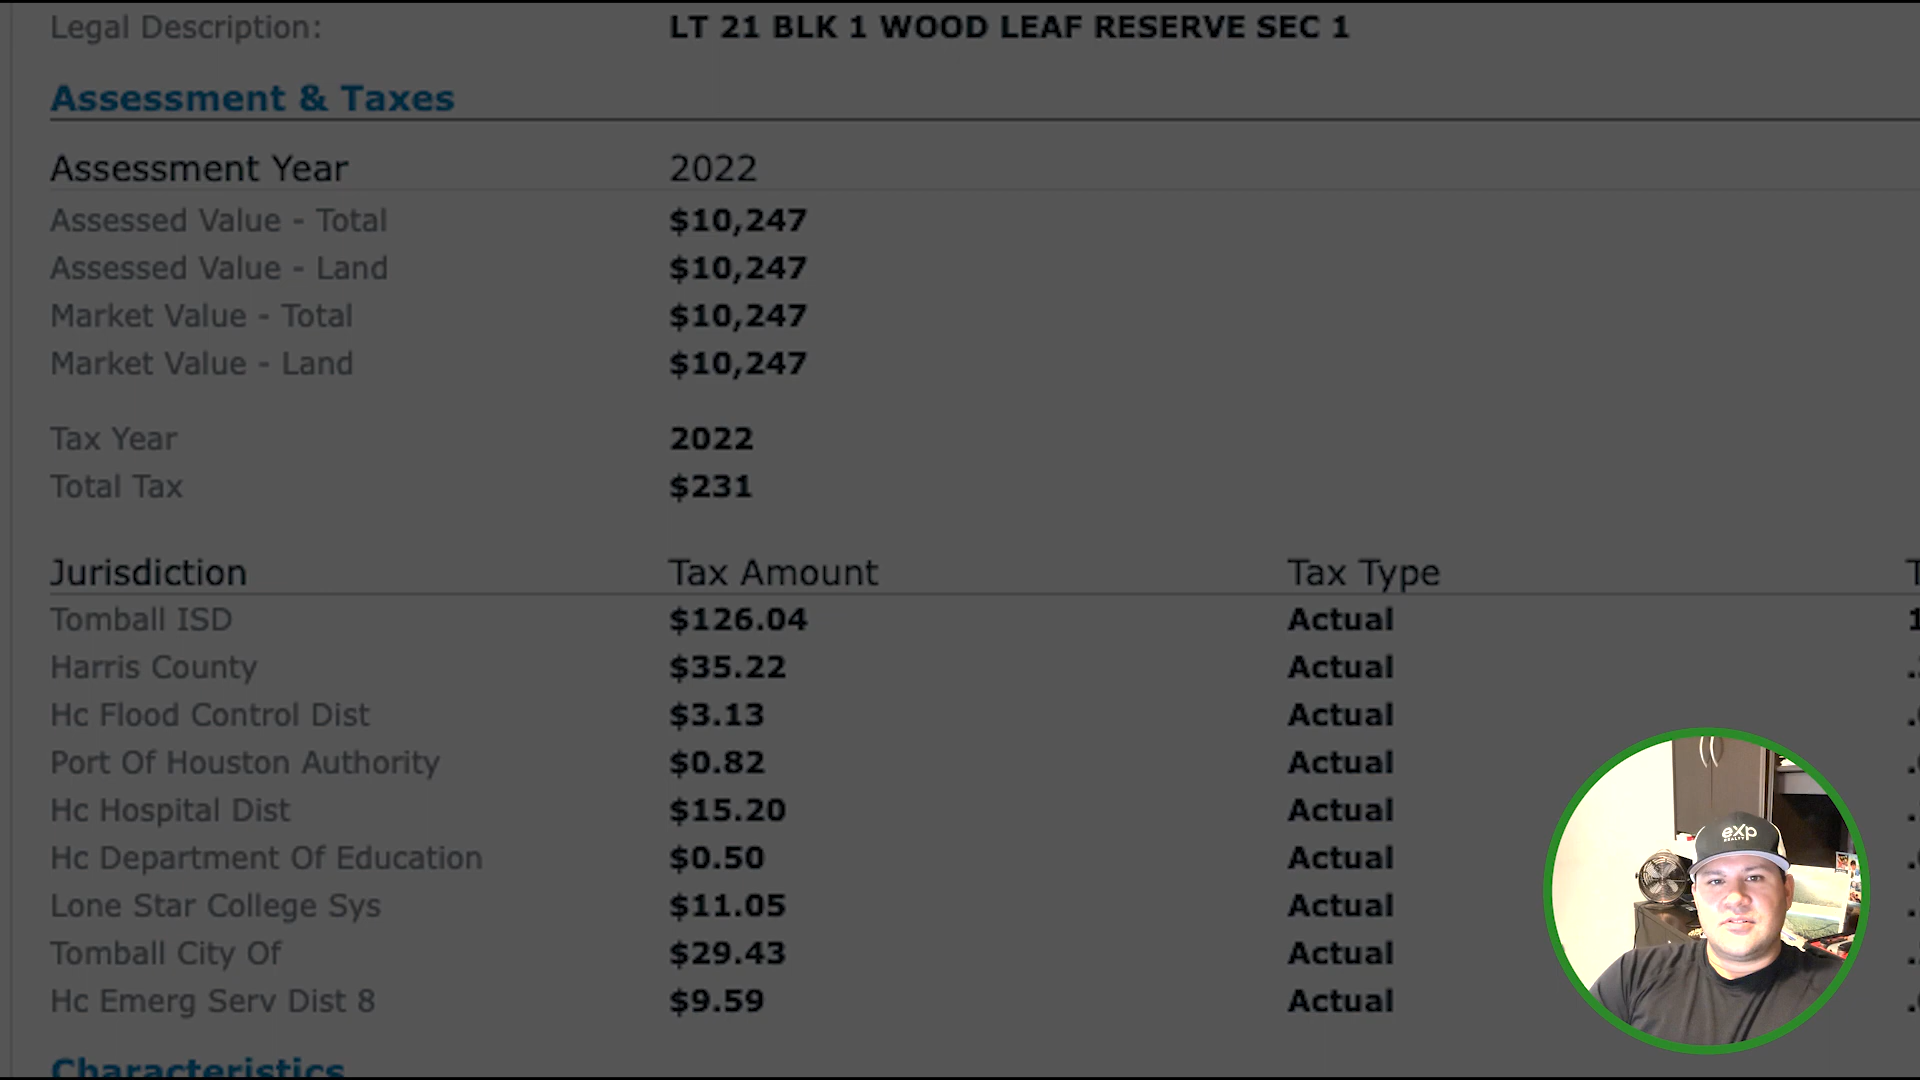 Legal Description: LT 21 BLK 1 WOOD LEAF RESERVE SEC 1
Assessment & Taxes
Assessment Year 2022
Assessed Value - Total $10,247
Assessed Value - Land $10,247
Market Value - Total $10,247
Market Value - Land $10,247
Tax Year 2022
Total Tax $231
Jurisdiction Tax Amount Tax Type
Tomball ISD $126.04 Actual
Harris County $35.22 Actual
Hc Flood Control Dist $3.13 Actual
Port Of Houston Authority $0.82 Actual
Hc Hospital Dist $15.20 Actual
Hc Department Of Education $0.50 Actual
Lone Star College Sys $11.05 Actual
Tomball City Of $29.43 Actual
Hc Emerg Serv Dist 8 $9.59 Actual
Characteristics
eXp
REALTY